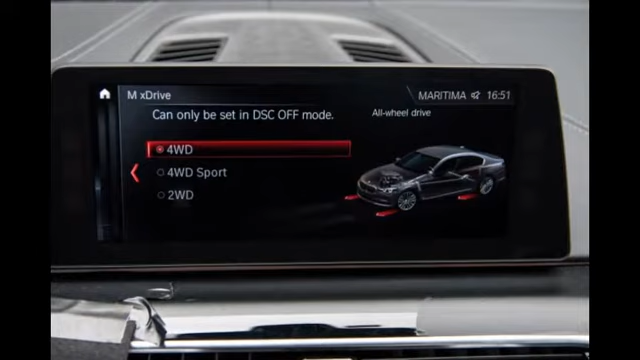 M xDrive
MARITIMA 16:51
Can only be set in DSC OFF mode.
All-wheel drive
4WD
4WD Sport
2WD